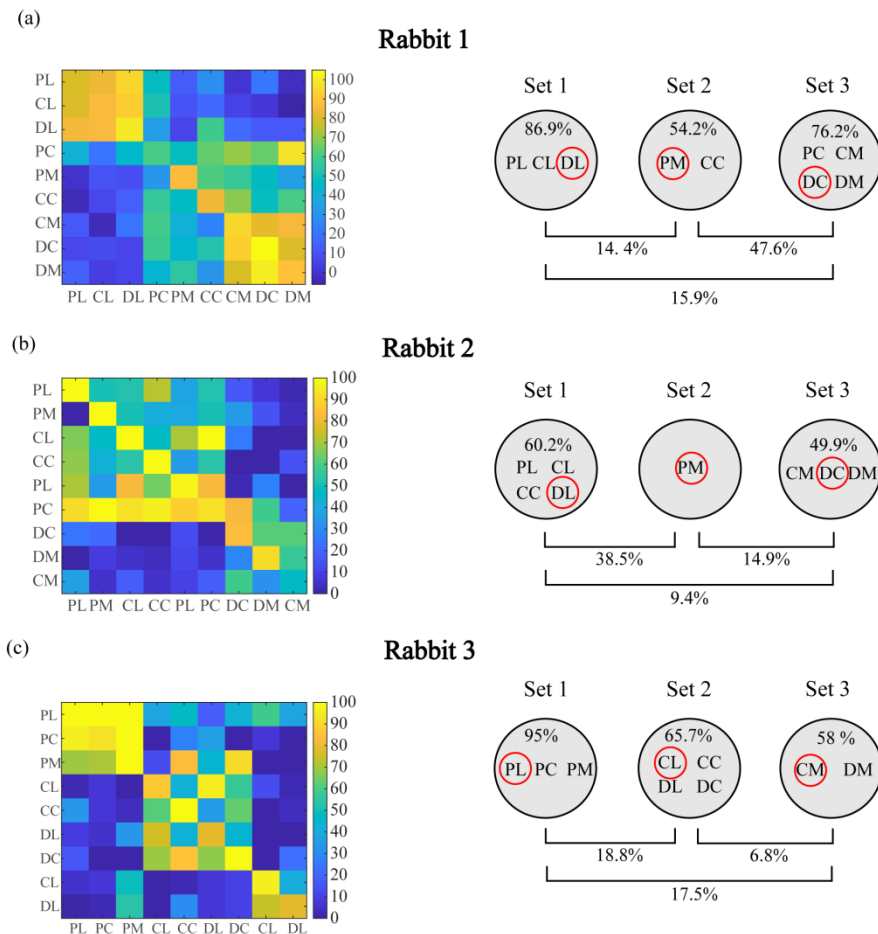 (a)
Rabbit 1
PL
CL
DL
PC
PM
CC
CM
DC
DM
PL CL DL PC PM CC CM DC DM
100
90
80
70
60
50
40
30
20
10
0
Set 1 Set 2 Set 3
86.9% 54.2% 76.2%
PL CL DL PM CC PC CM
DC DM
14. 4% 47.6%
15.9%
(b)
Rabbit 2
PL
PM
CL
CC
PL
PC
DC
DM
CM
PL PM CL CC PL PC DC DM CM
100
90
80
70
60
50
40
30
20
10
0
Set 1 Set 2 Set 3
60.2% 49.9%
PL CL PM CM DC DM
CC DL
38.5% 14.9%
9.4%
(c)
Rabbit 3
PL
PC
PM
CL
CC
DL
DC
CL
DL
PL PC PM CL CC DL DC CL DL
100
90
80
70
60
50
40
30
20
10
0
Set 1 Set 2 Set 3
95% 65.7% 58 %
PL PC PM CL CC CM DM
DL DC
18.8% 6.8%
17.5%